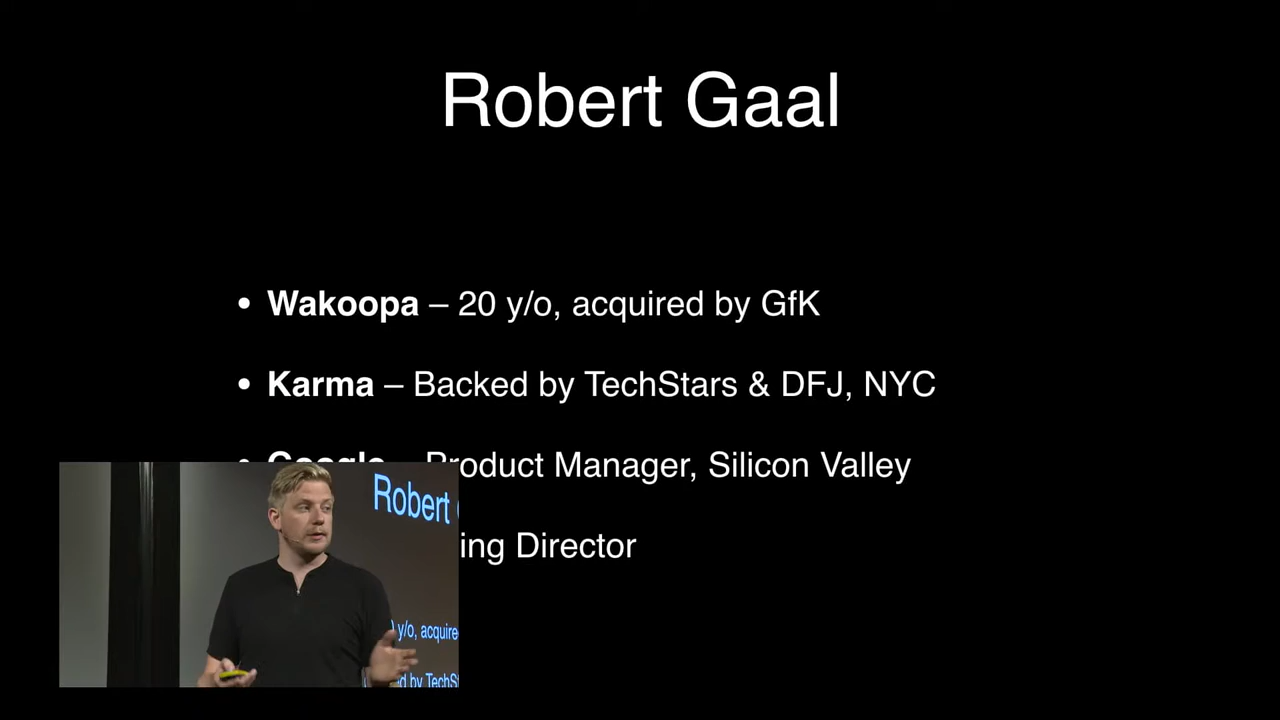 Robert Gaal
• Wakoopa – 20 y/o, acquired by GfK
• Karma – Backed by TechStars & DFJ, NYC
• Google – Product Manager, Silicon Valley
ing Director
Robert
y/o, acquire
d by TechS